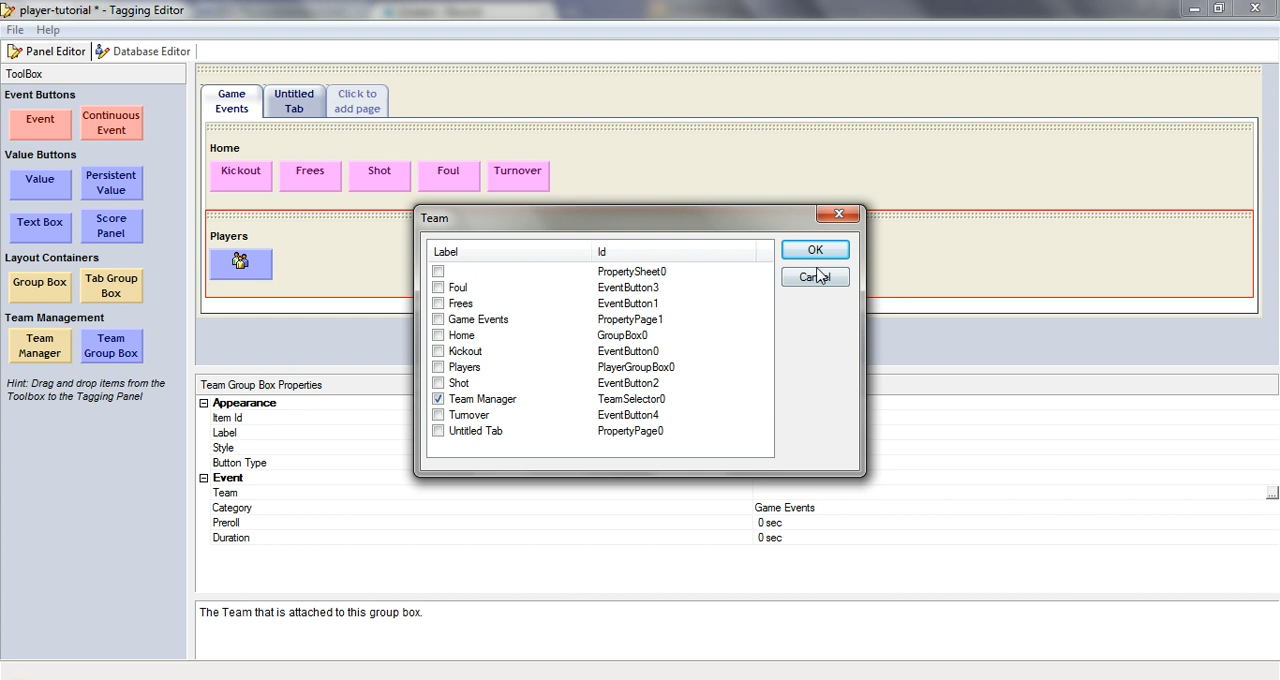 player-tutorial * - Tagging Editor
File Help
Panel Editor Database Editor
ToolBox
Event Buttons
Event
Continuous
Event
Value Buttons
Value
Persistent
Value
Text Box
Score
Panel
Layout Containers
Group Box
Tab Group
Box
Team Management
Team
Manager
Team
Group Box
Hint: Drag and drop items from the
Toolbox to the Tagging Panel
Game
Events
Untitled
Tab
Click to
add page
Home
Kickout Frees Shot Foul Turnover
Players
Team
Label Id
PropertySheet0
Foul EventButton3
Frees EventButton1
Game Events PropertyPage1
Home GroupBox0
Kickout EventButton0
Players PlayerGroupBox0
Shot EventButton2
Team Manager TeamSelector0
Turnover EventButton4
Untitled Tab PropertyPage0
OK
Cancel
Team Group Box Properties
Appearance
Item Id
Label
Style
Button Type
Event
Team ...
Category Game Events
Preroll 0 sec
Duration 0 sec
The Team that is attached to this group box.